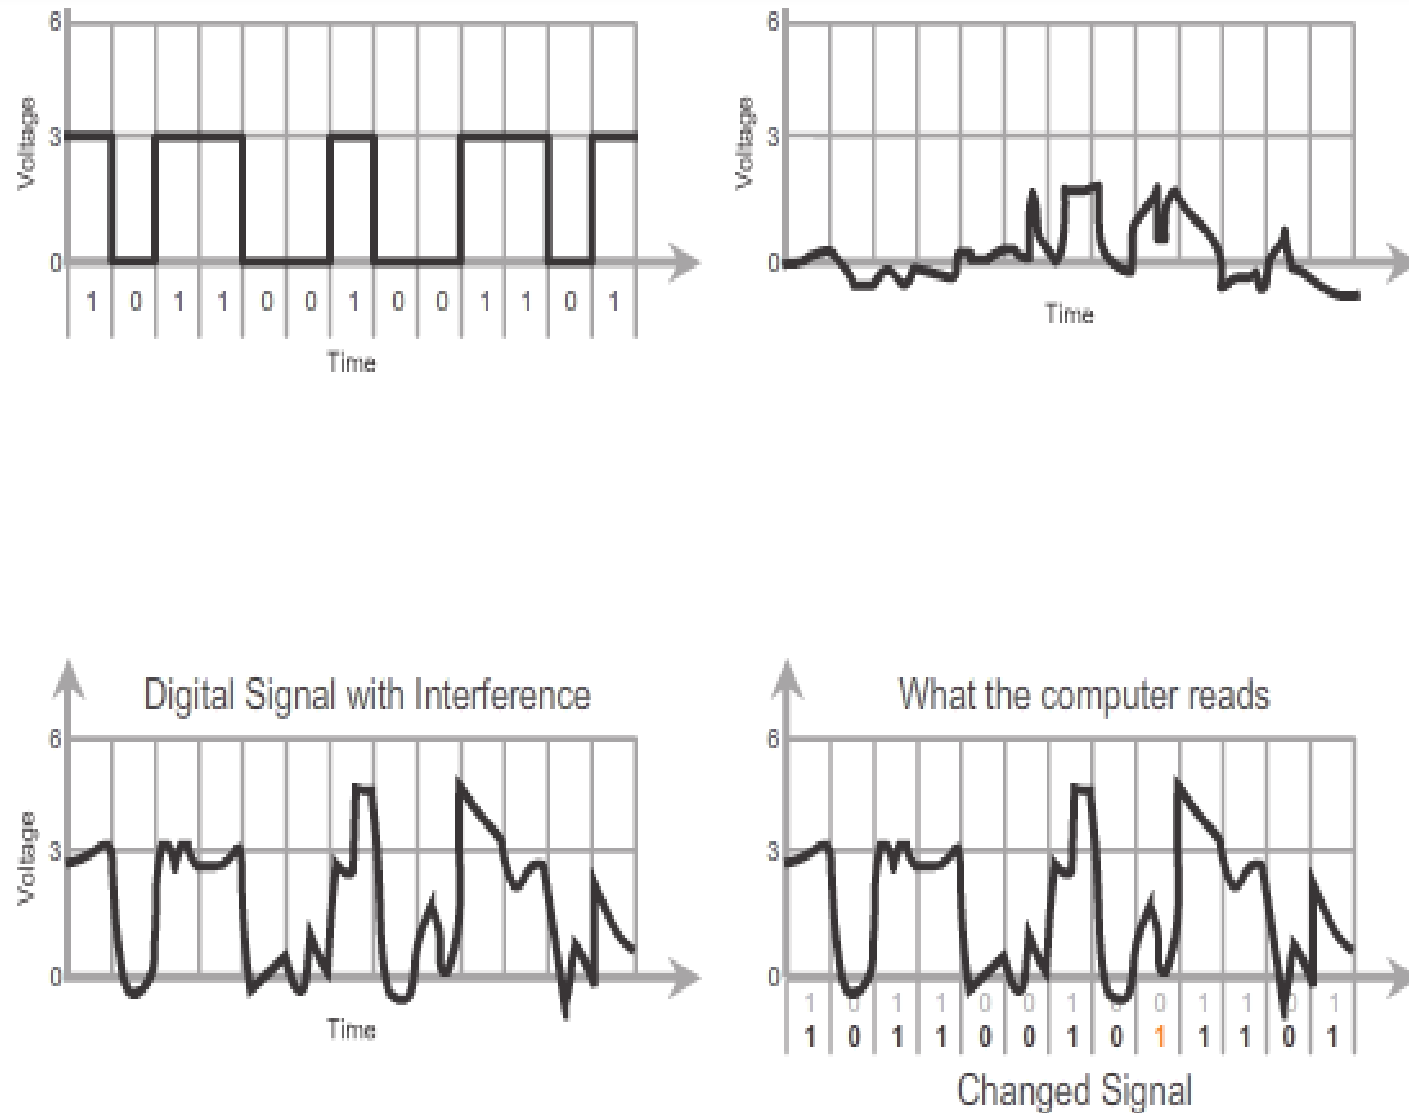 6
Voltage
3
0
1 0 1 1 0 0 1 0 0 1 1 0 1
Time
6
Voltage
3
0
Time
Digital Signal with Interference
6
Voltage
3
0
Time
What the computer reads
6
3
0
1 0 1 1 0 0 1 0 0 1 1 0 1
1 0 1 1 0 0 1 0 1 1 1 0 1
Changed Signal